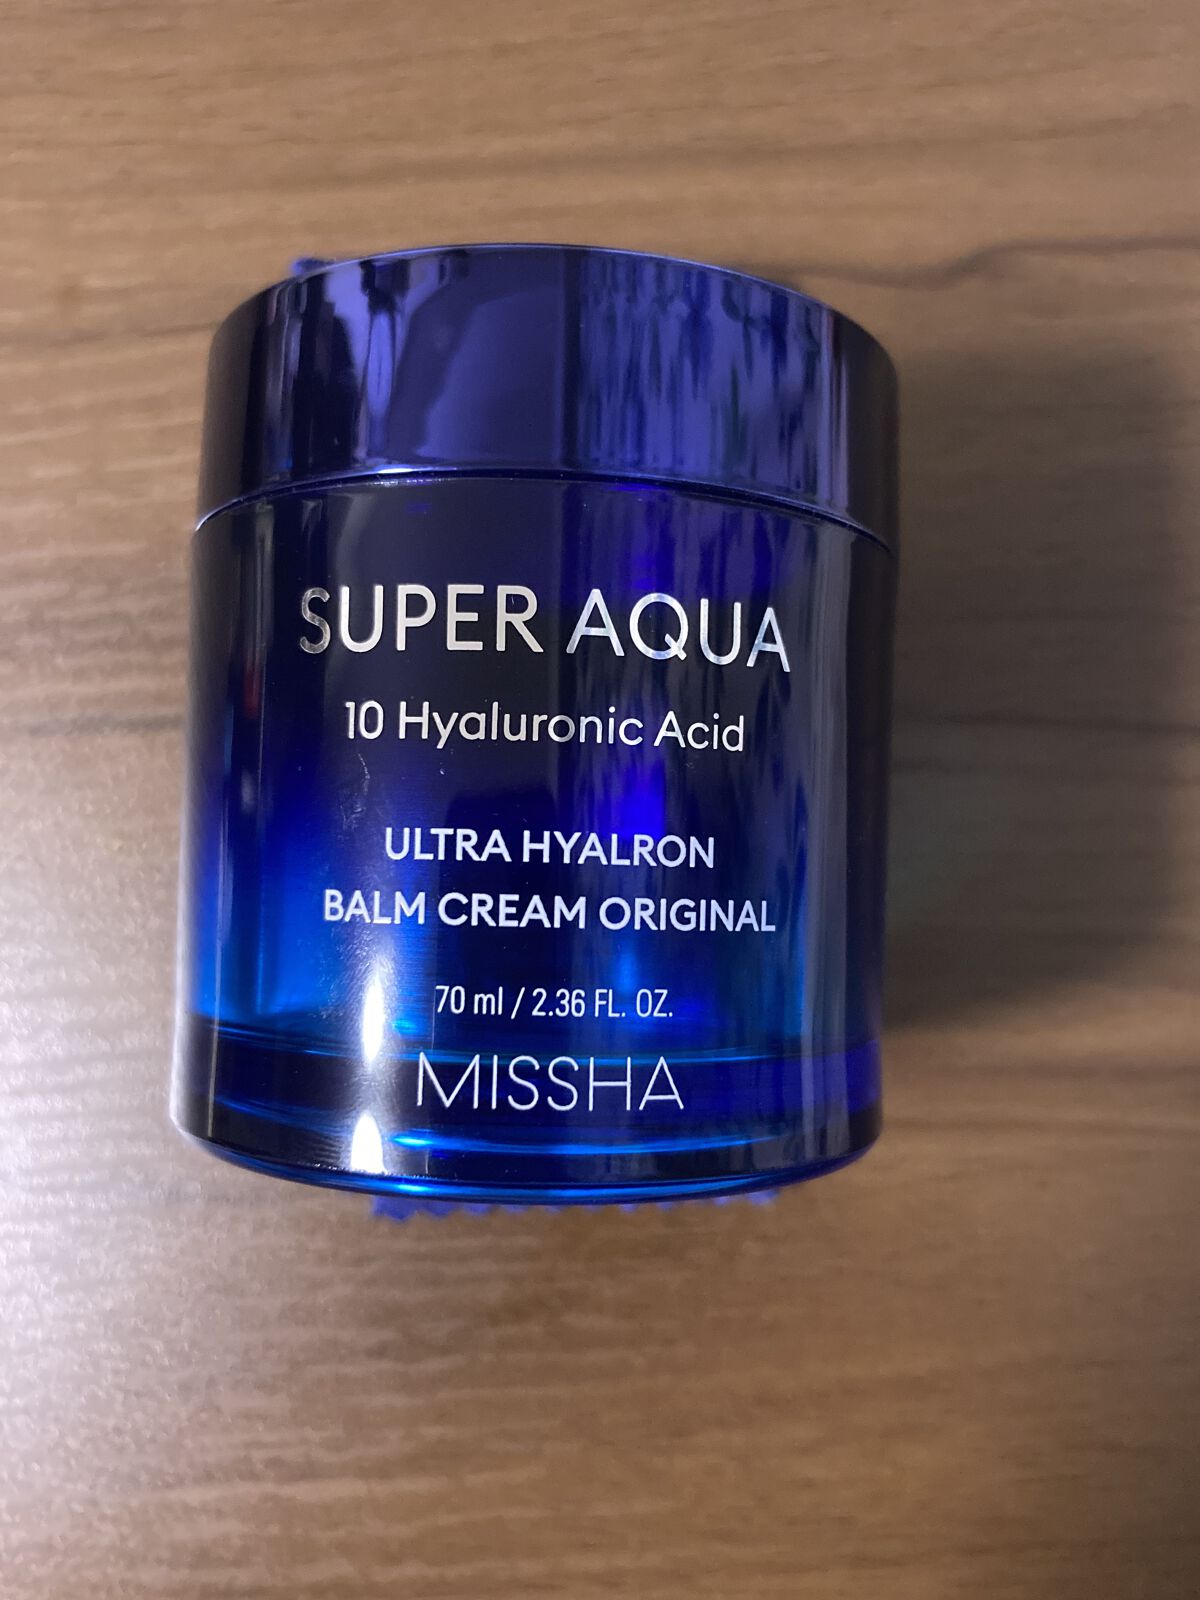 SUPER AQUA
10 Hyaluronic Acid
ULTRA HYALRON
BALM CREAM ORIGINAL
70 ml / 2.36 FL. OZ.
MISSHA